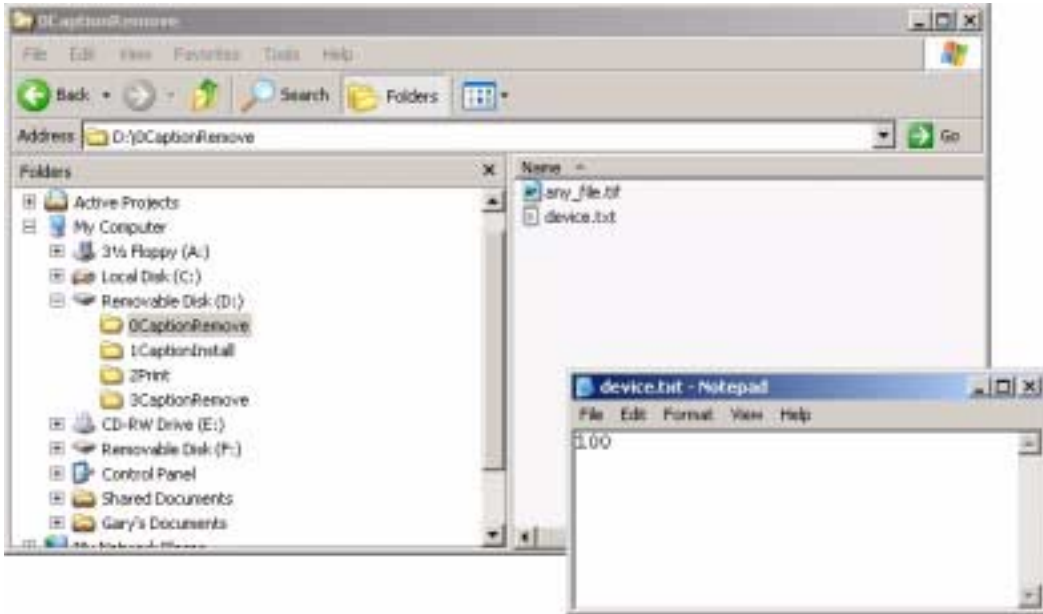 0CaptionRemove
File Edit View Favorites Tools Help
Back Search Folders
Address D:\0CaptionRemove Go
Folders
Name
Active Projects
My Computer
3½ Floppy (A:)
Local Disk (C:)
Removable Disk (D:)
0CaptionRemove
1CaptionInstall
2Print
3CaptionRemove
CD-RW Drive (E:)
Removable Disk (F:)
Control Panel
Shared Documents
Gary's Documents
any_file.tif
device.txt
device.txt - Notepad
File Edit Format View Help
100